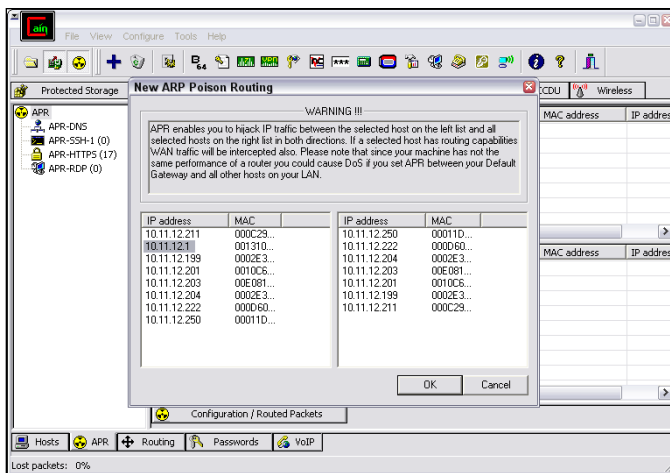 Cain
File View Configure Tools Help
B64
Protected Storage
CCDU
Wireless
New ARP Poison Routing
WARNING !!!
APR enables you to hijack IP traffic between the selected host on the left list and all
selected hosts on the right list in both directions. If a selected host has routing capabilities
WAN traffic will be intercepted also. Please note that since your machine has not the
same performance of a router you could cause DoS if you set APR between your Default
Gateway and all other hosts on your LAN.
APR
APR-DNS
APR-SSH-1 (0)
APR-HTTPS (17)
APR-RDP (0)
MAC address IP addres
IP address MAC
10.11.12.211 000C29...
10.11.12.1 001310...
10.11.12.199 0002E3...
10.11.12.201 0010C6...
10.11.12.203 00E081...
10.11.12.204 0002E3...
10.11.12.222 000D60...
10.11.12.250 00011D...
IP address MAC
10.11.12.250 00011D...
10.11.12.222 000D60...
10.11.12.204 0002E3...
10.11.12.203 00E081...
10.11.12.201 0010C6...
10.11.12.199 0002E3...
10.11.12.211 000C29...
MAC address IP addres
OK Cancel
Configuration / Routed Packets
Hosts APR Routing Passwords VoIP
Lost packets: 0%